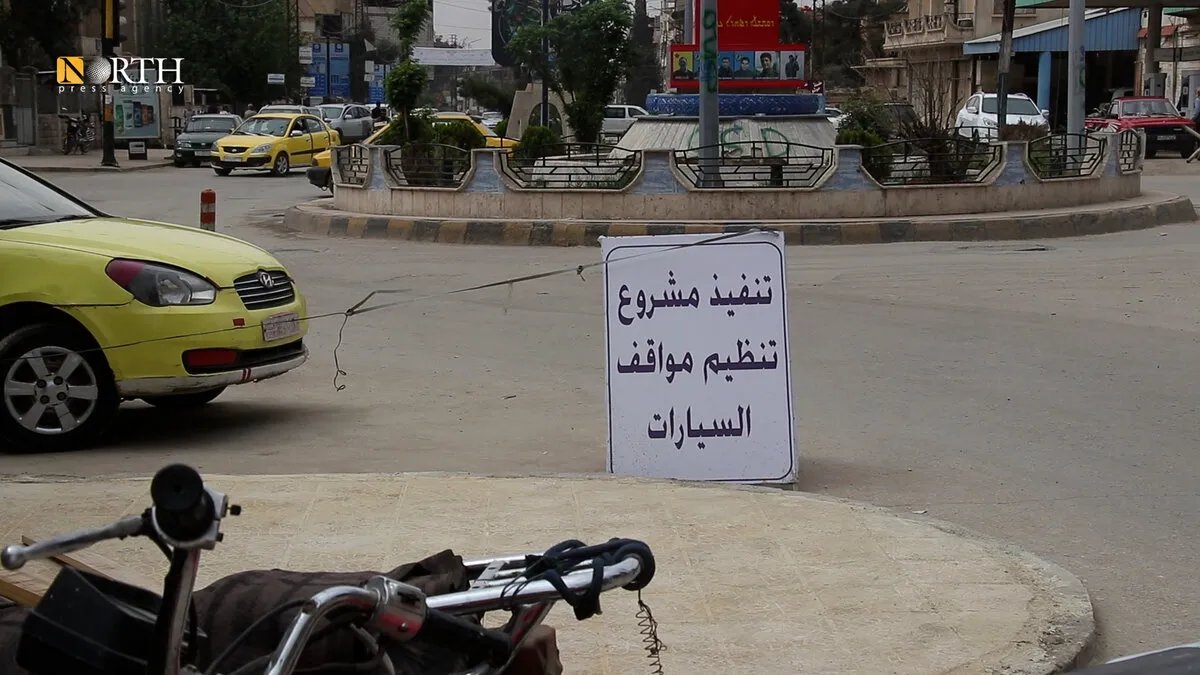 NORTH
press agency
تنفيذ مشروع
تنظيم مواقف
السيارات